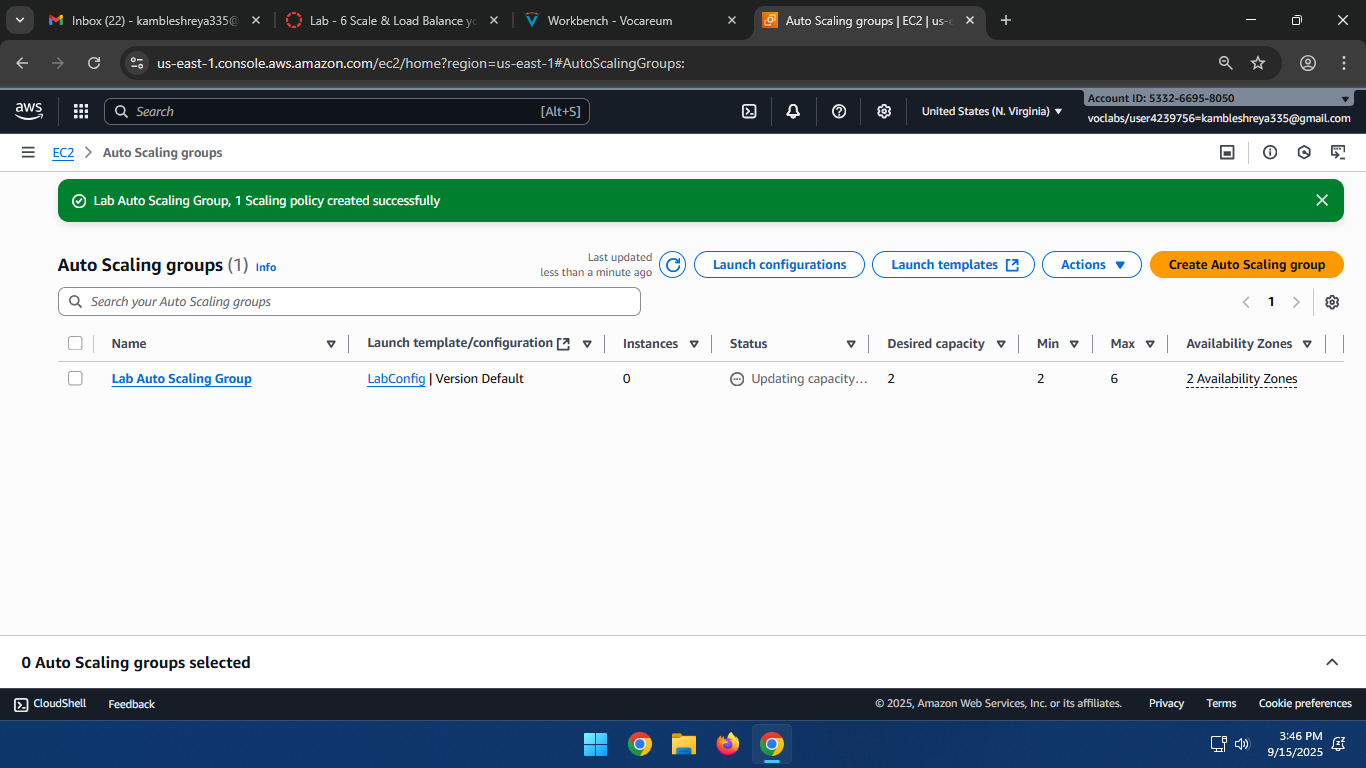 Inbox (22) - kambleshreya335@
Lab - 6 Scale & Load Balance yo
Workbench - Vocareum
Auto Scaling groups | EC2 | us-e
us-east-1.console.aws.amazon.com/ec2/home?region=us-east-1#AutoScalingGroups:
aws
Search
[Alt+S]
United States (N. Virginia)
Account ID: 5332-6695-8050
voclabs/user4239756=kambleshreya335@gmail.com
EC2 > Auto Scaling groups
Lab Auto Scaling Group, 1 Scaling policy created successfully
Auto Scaling groups (1) Info
Last updated
less than a minute ago
Launch configurations
Launch templates
Actions
Create Auto Scaling group
Search your Auto Scaling groups
1
Name
Launch template/configuration
Instances
Status
Desired capacity
Min
Max
Availability Zones
Lab Auto Scaling Group
LabConfig | Version Default
0
Updating capacity...
2
2
6
2 Availability Zones
0 Auto Scaling groups selected
CloudShell
Feedback
© 2025, Amazon Web Services, Inc. or its affiliates.
Privacy
Terms
Cookie preferences
3:46 PM
9/15/2025